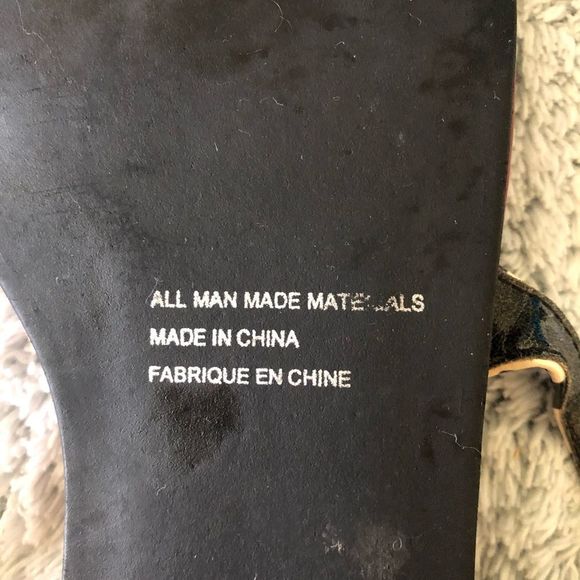 ALL MAN MADE MATERIALS
MADE IN CHINA
FABRIQUE EN CHINE